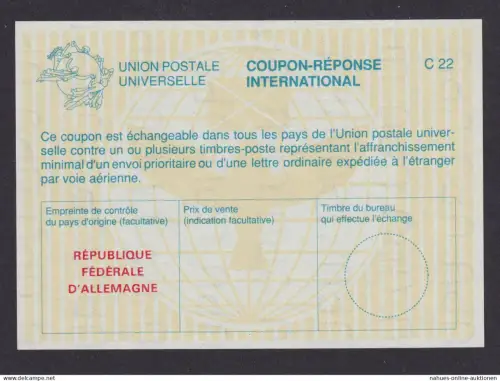 UNION POSTALE
UNIVERSELLE
COUPON-RÉPONSE
INTERNATIONAL
C 22
Ce coupon est échangeable dans tous les pays de l'Union postale univer-
selle contre un ou plusieurs timbres-poste représentant l'affranchissement
minimal d'un envoi prioritaire ou d'une lettre ordinaire expédiée à l'étranger
par voie aérienne.
Empreinte de contrôle
du pays d'origine (facultative)
Prix de vente
(indication facultative)
Timbre du bureau
qui effectue l'échange
RÉPUBLIQUE
FÉDÉRALE
D'ALLEMAGNE
www.nahues-online-auktionen